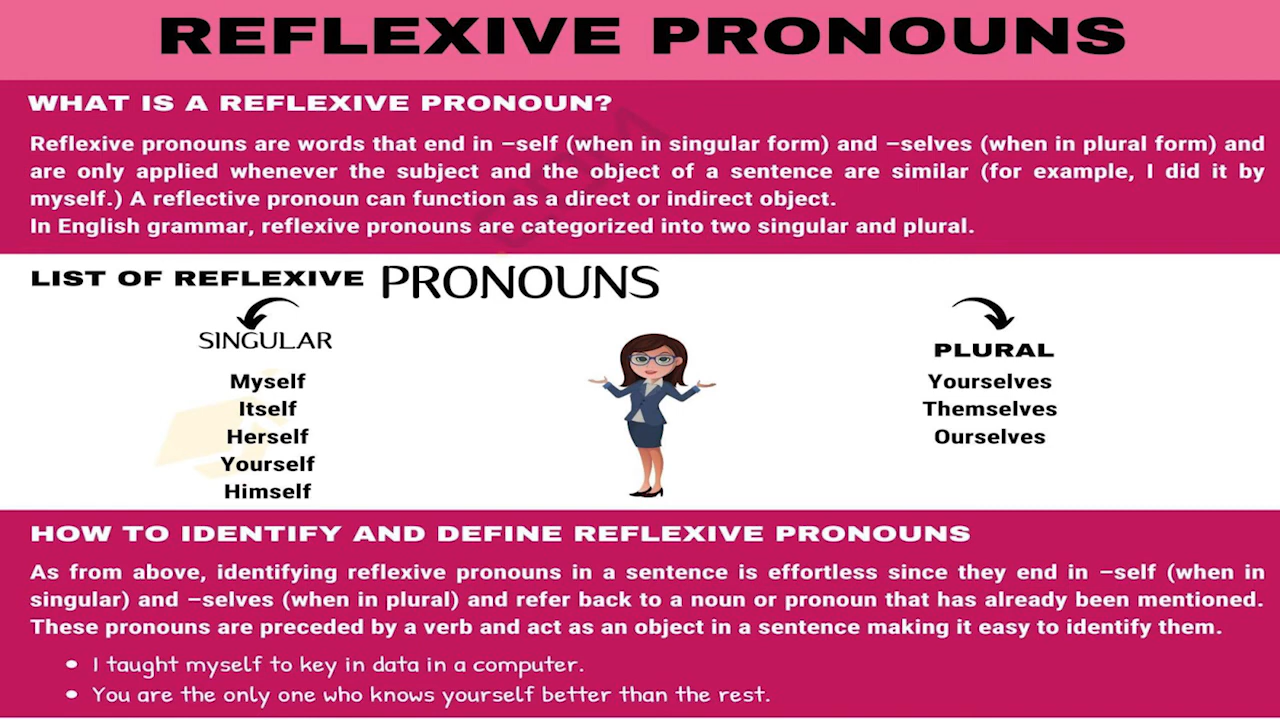 REFLEXIVE PRONOUNS
WHAT IS A REFLEXIVE PRONOUN?
Reflexive pronouns are words that end in –self (when in singular form) and –selves (when in plural form) and
are only applied whenever the subject and the object of a sentence are similar (for example, I did it by
myself.) A reflective pronoun can function as a direct or indirect object.
In English grammar, reflexive pronouns are categorized into two singular and plural.
LIST OF REFLEXIVE PRONOUNS
SINGULAR
Myself
Itself
Herself
Yourself
Himself
PLURAL
Yourselves
Themselves
Ourselves
HOW TO IDENTIFY AND DEFINE REFLEXIVE PRONOUNS
As from above, identifying reflexive pronouns in a sentence is effortless since they end in –self (when in
singular) and –selves (when in plural) and refer back to a noun or pronoun that has already been mentioned.
These pronouns are preceded by a verb and act as an object in a sentence making it easy to identify them.
• I taught myself to key in data in a computer.
• You are the only one who knows yourself better than the rest.